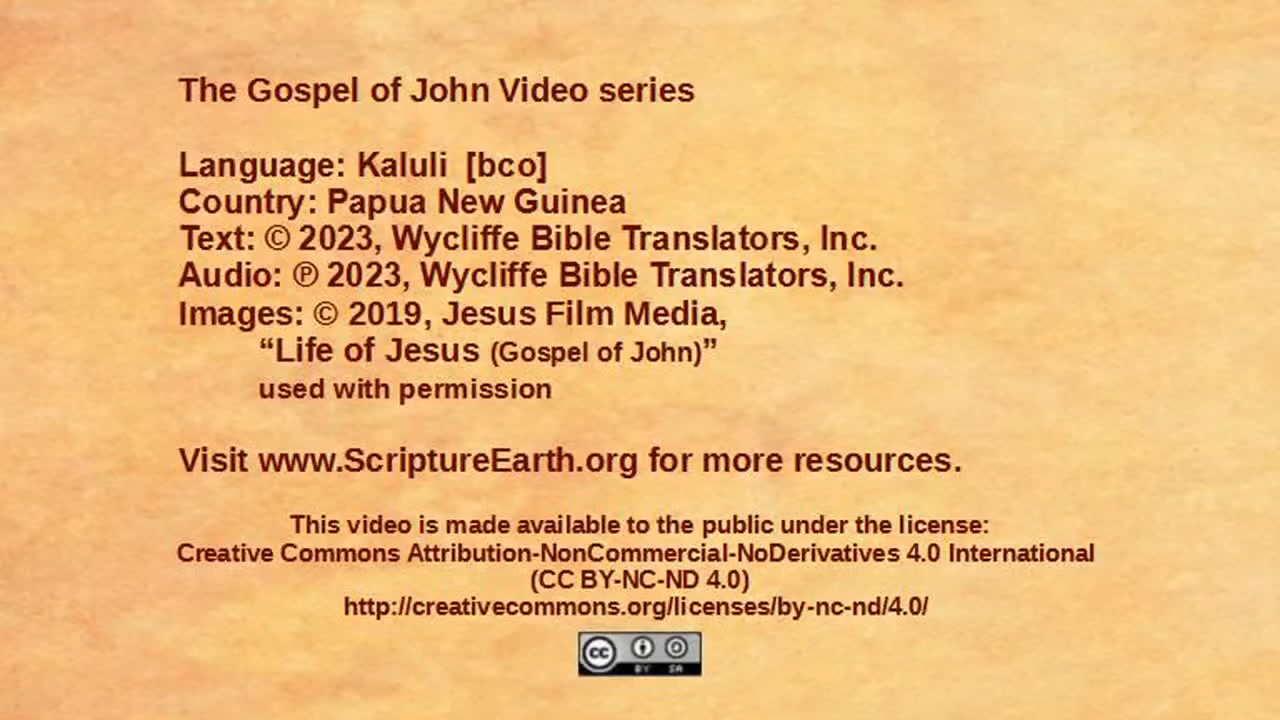 The Gospel of John Video series
Language: Kaluli [bco]
Country: Papua New Guinea
Text: © 2023, Wycliffe Bible Translators, Inc.
Audio: ℗ 2023, Wycliffe Bible Translators, Inc.
Images: © 2019, Jesus Film Media,
“Life of Jesus (Gospel of John)”
used with permission
Visit www.ScriptureEarth.org for more resources.
This video is made available to the public under the license:
Creative Commons Attribution-NonCommercial-NoDerivatives 4.0 International
(CC BY-NC-ND 4.0)
http://creativecommons.org/licenses/by-nc-nd/4.0/
cc
BY SA